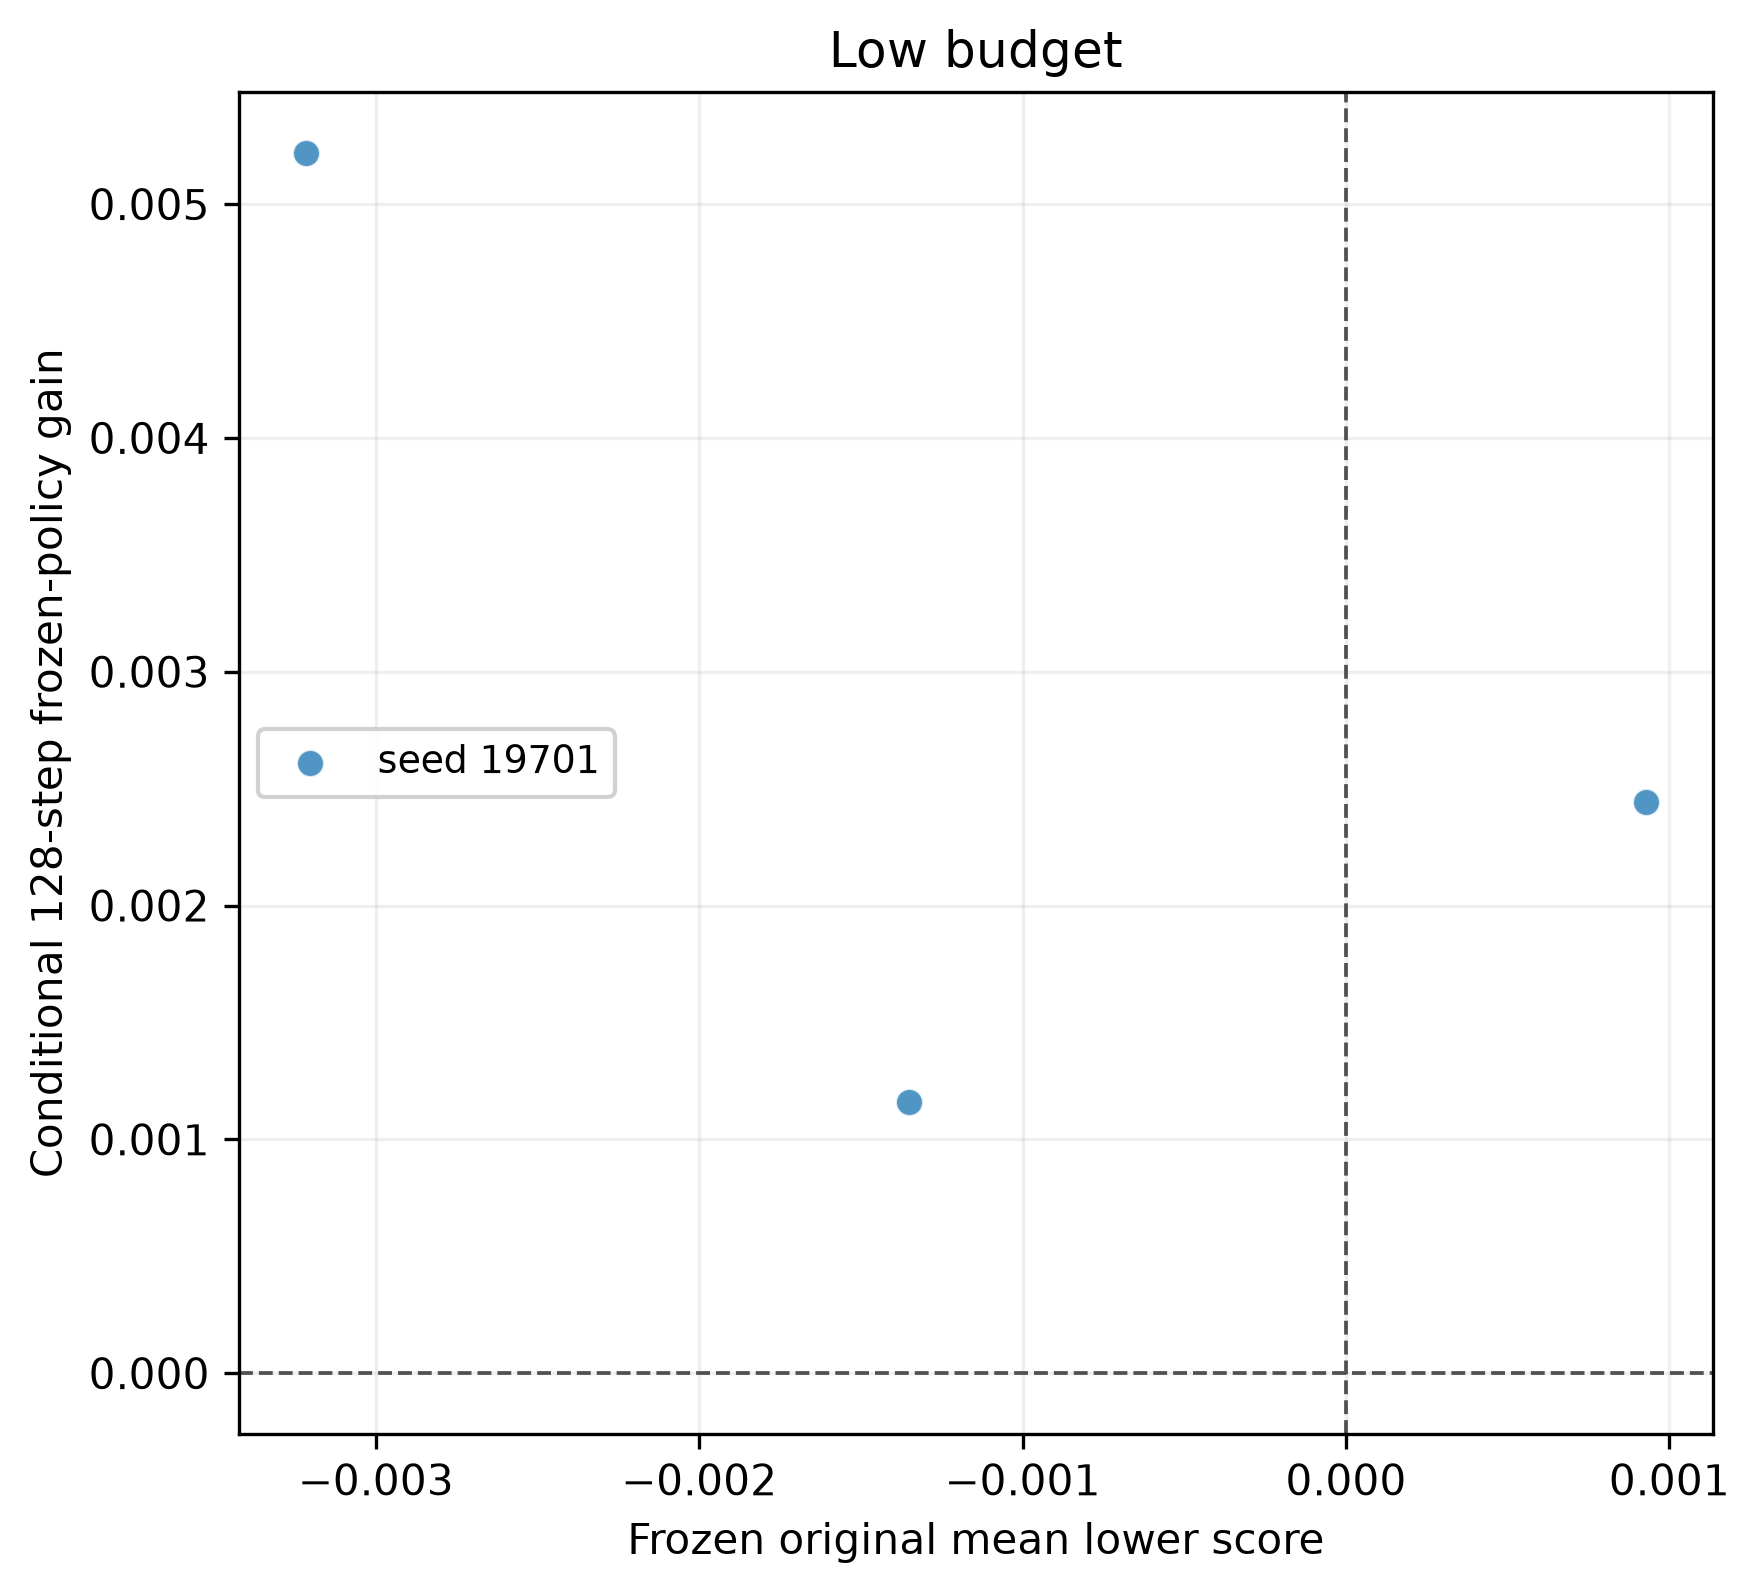 Low budget
Conditional 128-step frozen-policy gain
0.005
0.004
0.003
0.002
0.001
0.000
seed 19701
−0.003
−0.002
−0.001
0.000
0.001
Frozen original mean lower score